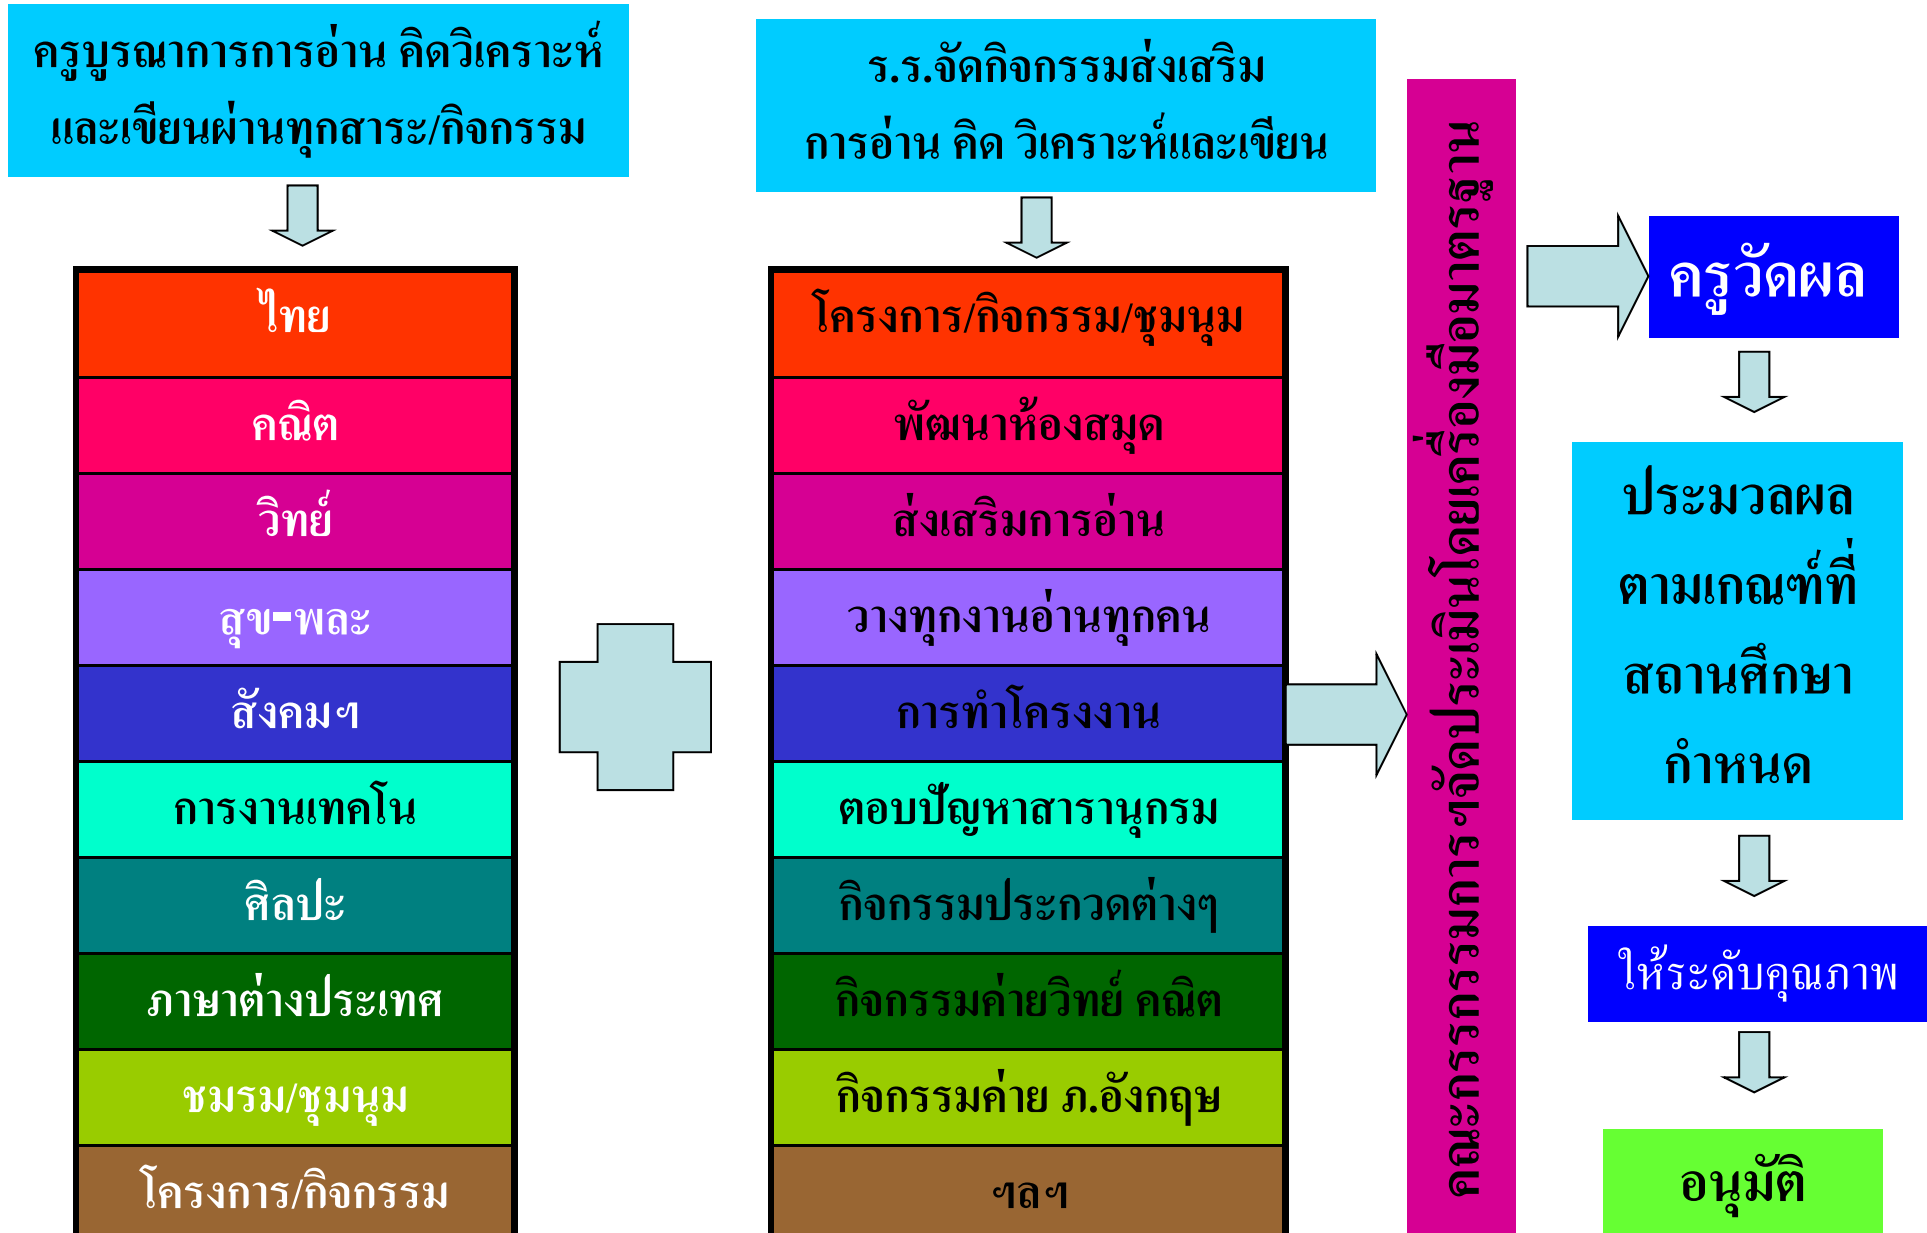 ครูบูรณาการการอ่าน คิดวิเคราะห์
และเขียนผ่านทุกสาระ/กิจกรรม
ไทย
คณิต
วิทย์
สุข-พละ
สังคมฯ
การงานเทคโน
ศิลปะ
ภาษาต่างประเทศ
ชมรม/ชุมนุม
โครงการ/กิจกรรม
ร.ร.จัดกิจกรรมส่งเสริม
การอ่าน คิด วิเคราะห์และเขียน
โครงการ/กิจกรรม/ชุมนุม
พัฒนาห้องสมุด
ส่งเสริมการอ่าน
วางทุกงานอ่านทุกคน
การทำโครงงาน
ตอบปัญหาสารานุกรม
กิจกรรมประกวดต่างๆ
กิจกรรมค่ายวิทย์ คณิต
กิจกรรมค่าย ภ.อังกฤษ
ฯลฯ
คณะกรรกรรมการฯจัดประเมินโดยเครื่องมือมาตรฐาน
ครูวัดผล
ประมวลผล
ตามเกณฑ์ที่
สถานศึกษา
กำหนด
ให้ระดับคุณภาพ
อนุมัติ